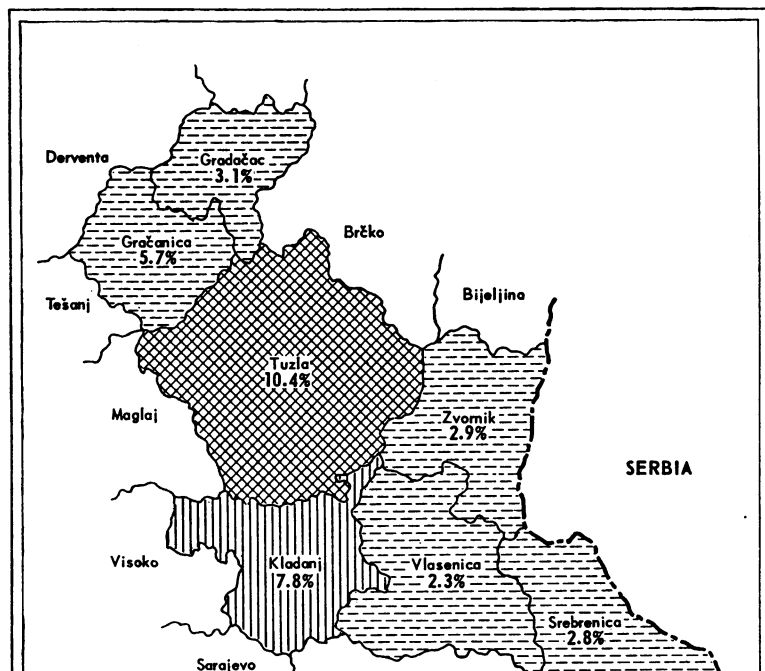 Derventa
Gradačac
3.1%
Brčko
Gračanica
5.7%
Bijeljina
Tešanj
Tuzla
10.4%
Maglaj
Zvornik
2.9%
SERBIA
Visoko
Kladanj
7.8%
Vlasenica
2.3%
Srebrenica
2.8%
Sarajevo